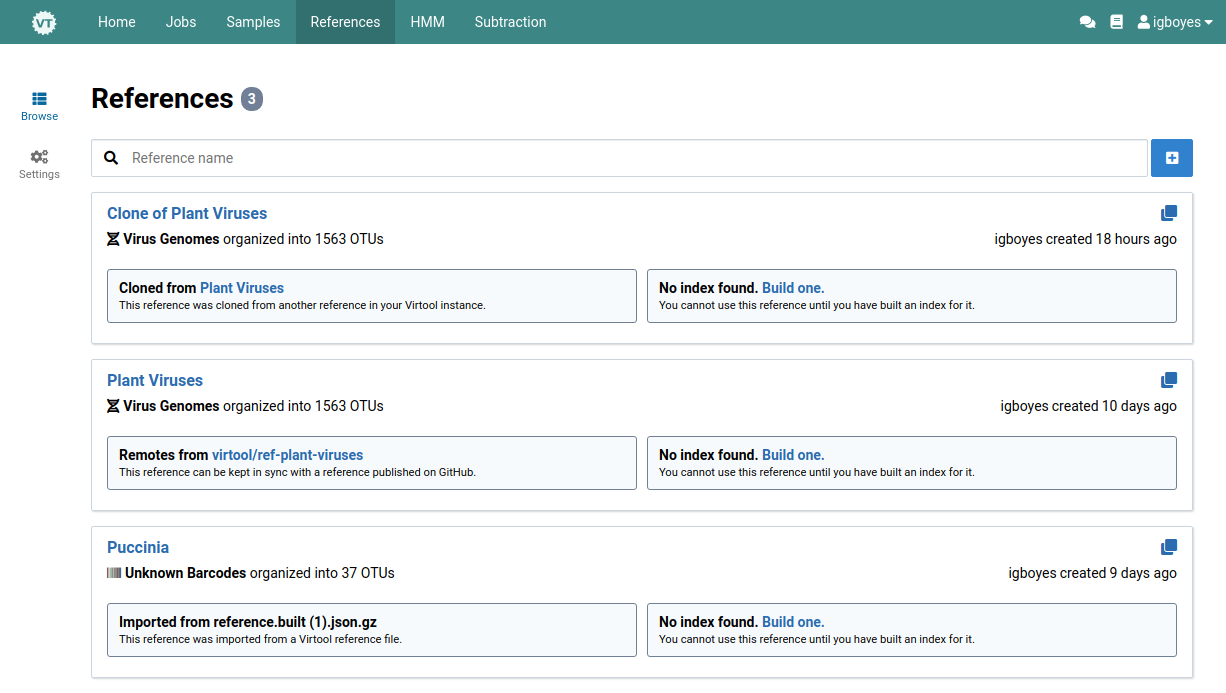 VT Home Jobs Samples References HMM Subtraction igboyes
Browse
Settings
References 3
Reference name
Clone of Plant Viruses
Virus Genomes organized into 1563 OTUs igboyes created 18 hours ago
Cloned from Plant Viruses
This reference was cloned from another reference in your Virtool instance.
No index found. Build one.
You cannot use this reference until you have built an index for it.
Plant Viruses
Virus Genomes organized into 1563 OTUs igboyes created 10 days ago
Remotes from virtool/ref-plant-viruses
This reference can be kept in sync with a reference published on GitHub.
No index found. Build one.
You cannot use this reference until you have built an index for it.
Puccinia
Unknown Barcodes organized into 37 OTUs igboyes created 9 days ago
Imported from reference.built (1).json.gz
This reference was imported from a Virtool reference file.
No index found. Build one.
You cannot use this reference until you have built an index for it.